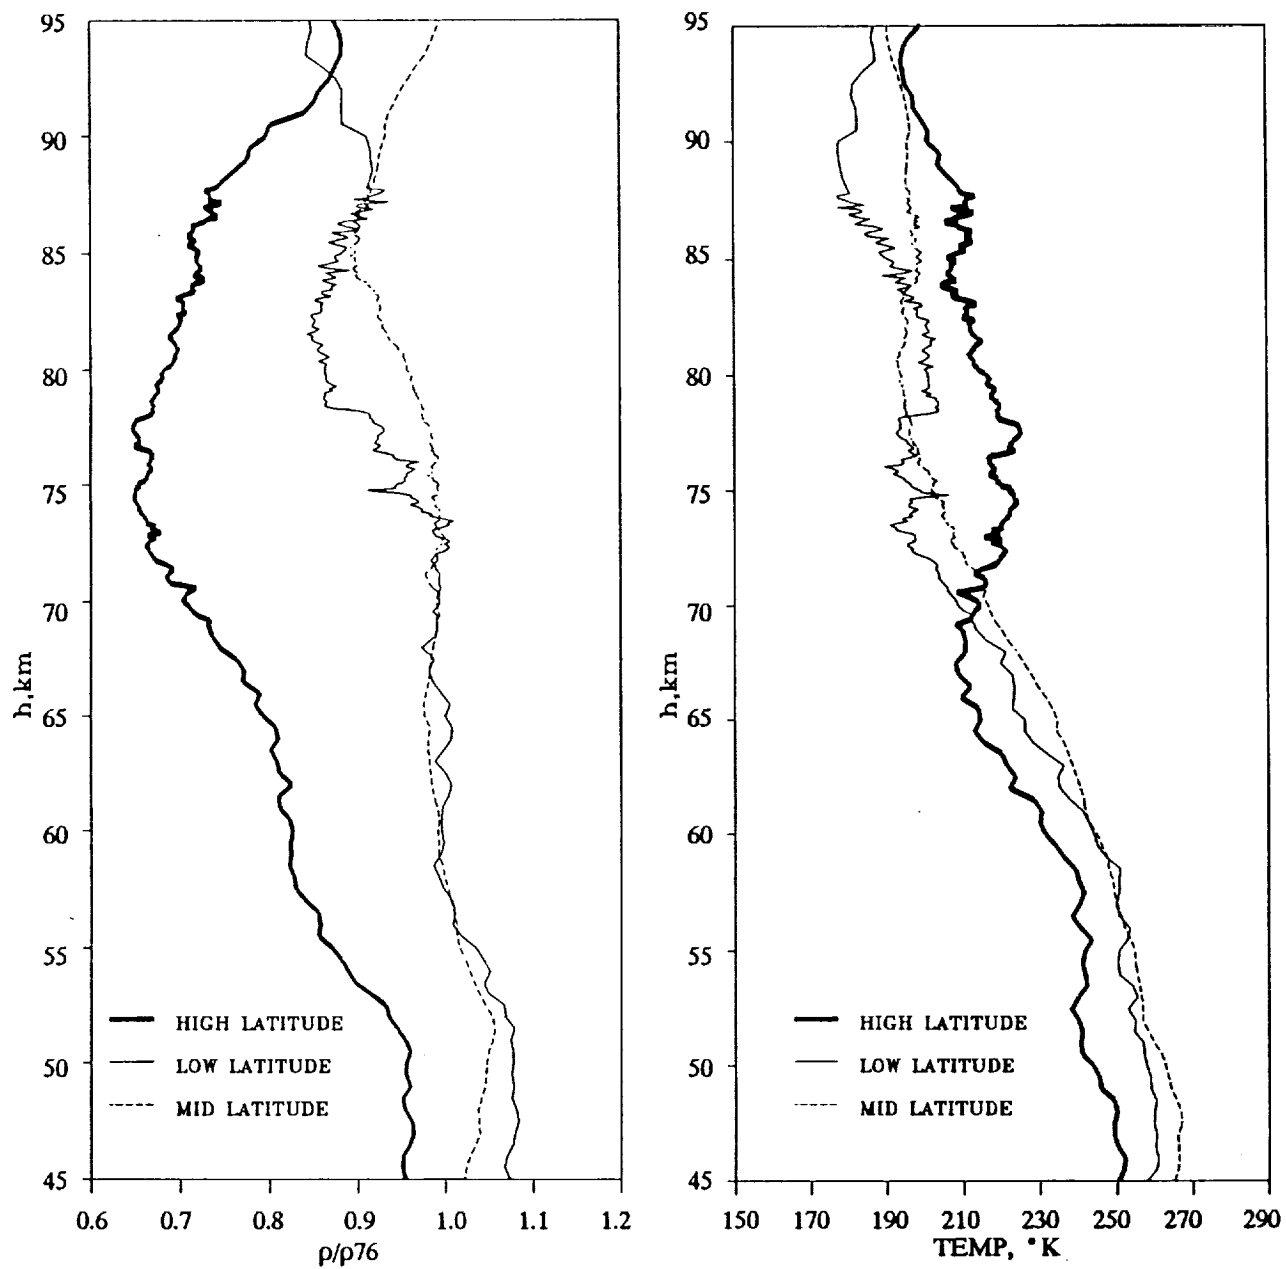 95
90
85
80
75
70
65
60
55
50
45
h,km
HIGH LATITUDE
LOW LATITUDE
MID LATITUDE
0.6 0.7 0.8 0.9 1.0 1.1 1.2
ρ/ρ76
95
90
85
80
75
70
65
60
55
50
45
h,km
HIGH LATITUDE
LOW LATITUDE
MID LATITUDE
150 170 190 210 230 250 270 290
TEMP, °K